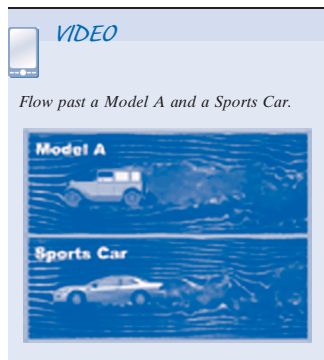 VIDEO
Flow past a Model A and a Sports Car.
Model A
Sports Car